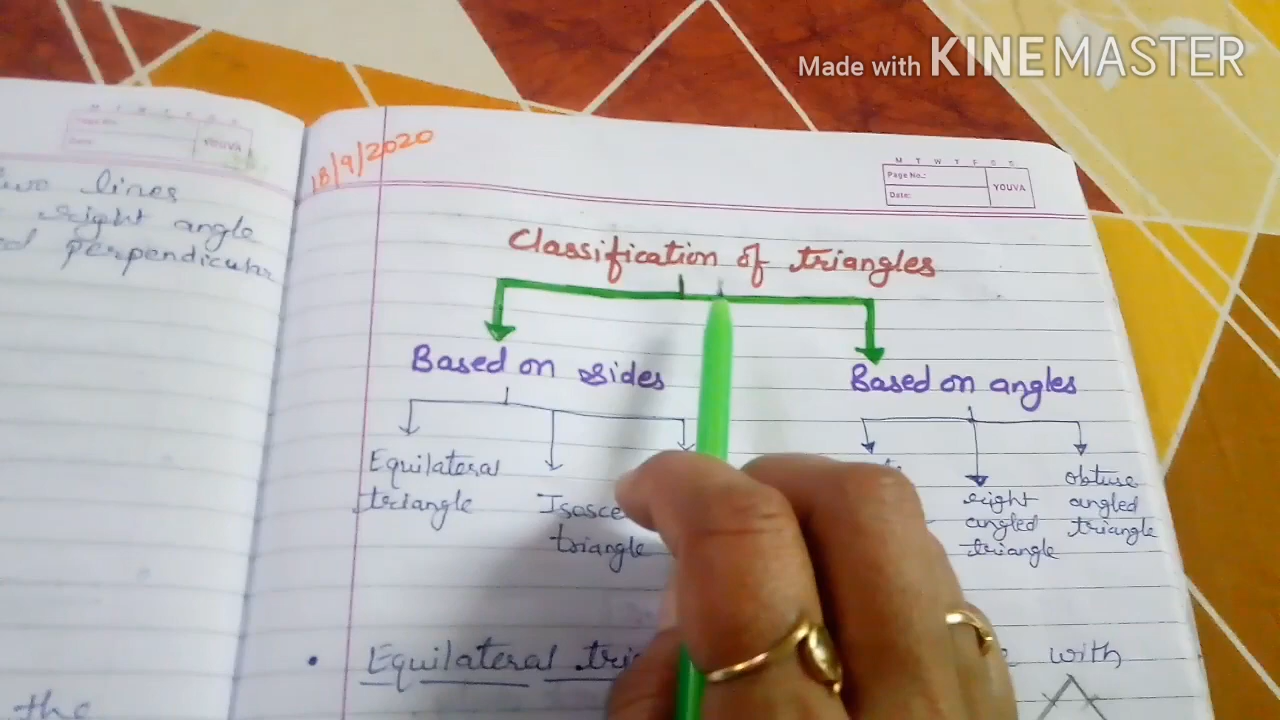 Made with KINEMASTER
two lines
right angle
perpendicular
the
18/9/2020
M T W T F S S
Page No.:
Date:
YOUVA
Classification of triangles
Based on sides
Based on angles
Equilateral
triangle
triangle
right
angled
triangle
obtuse
angled
triangle
• Equilateral
with